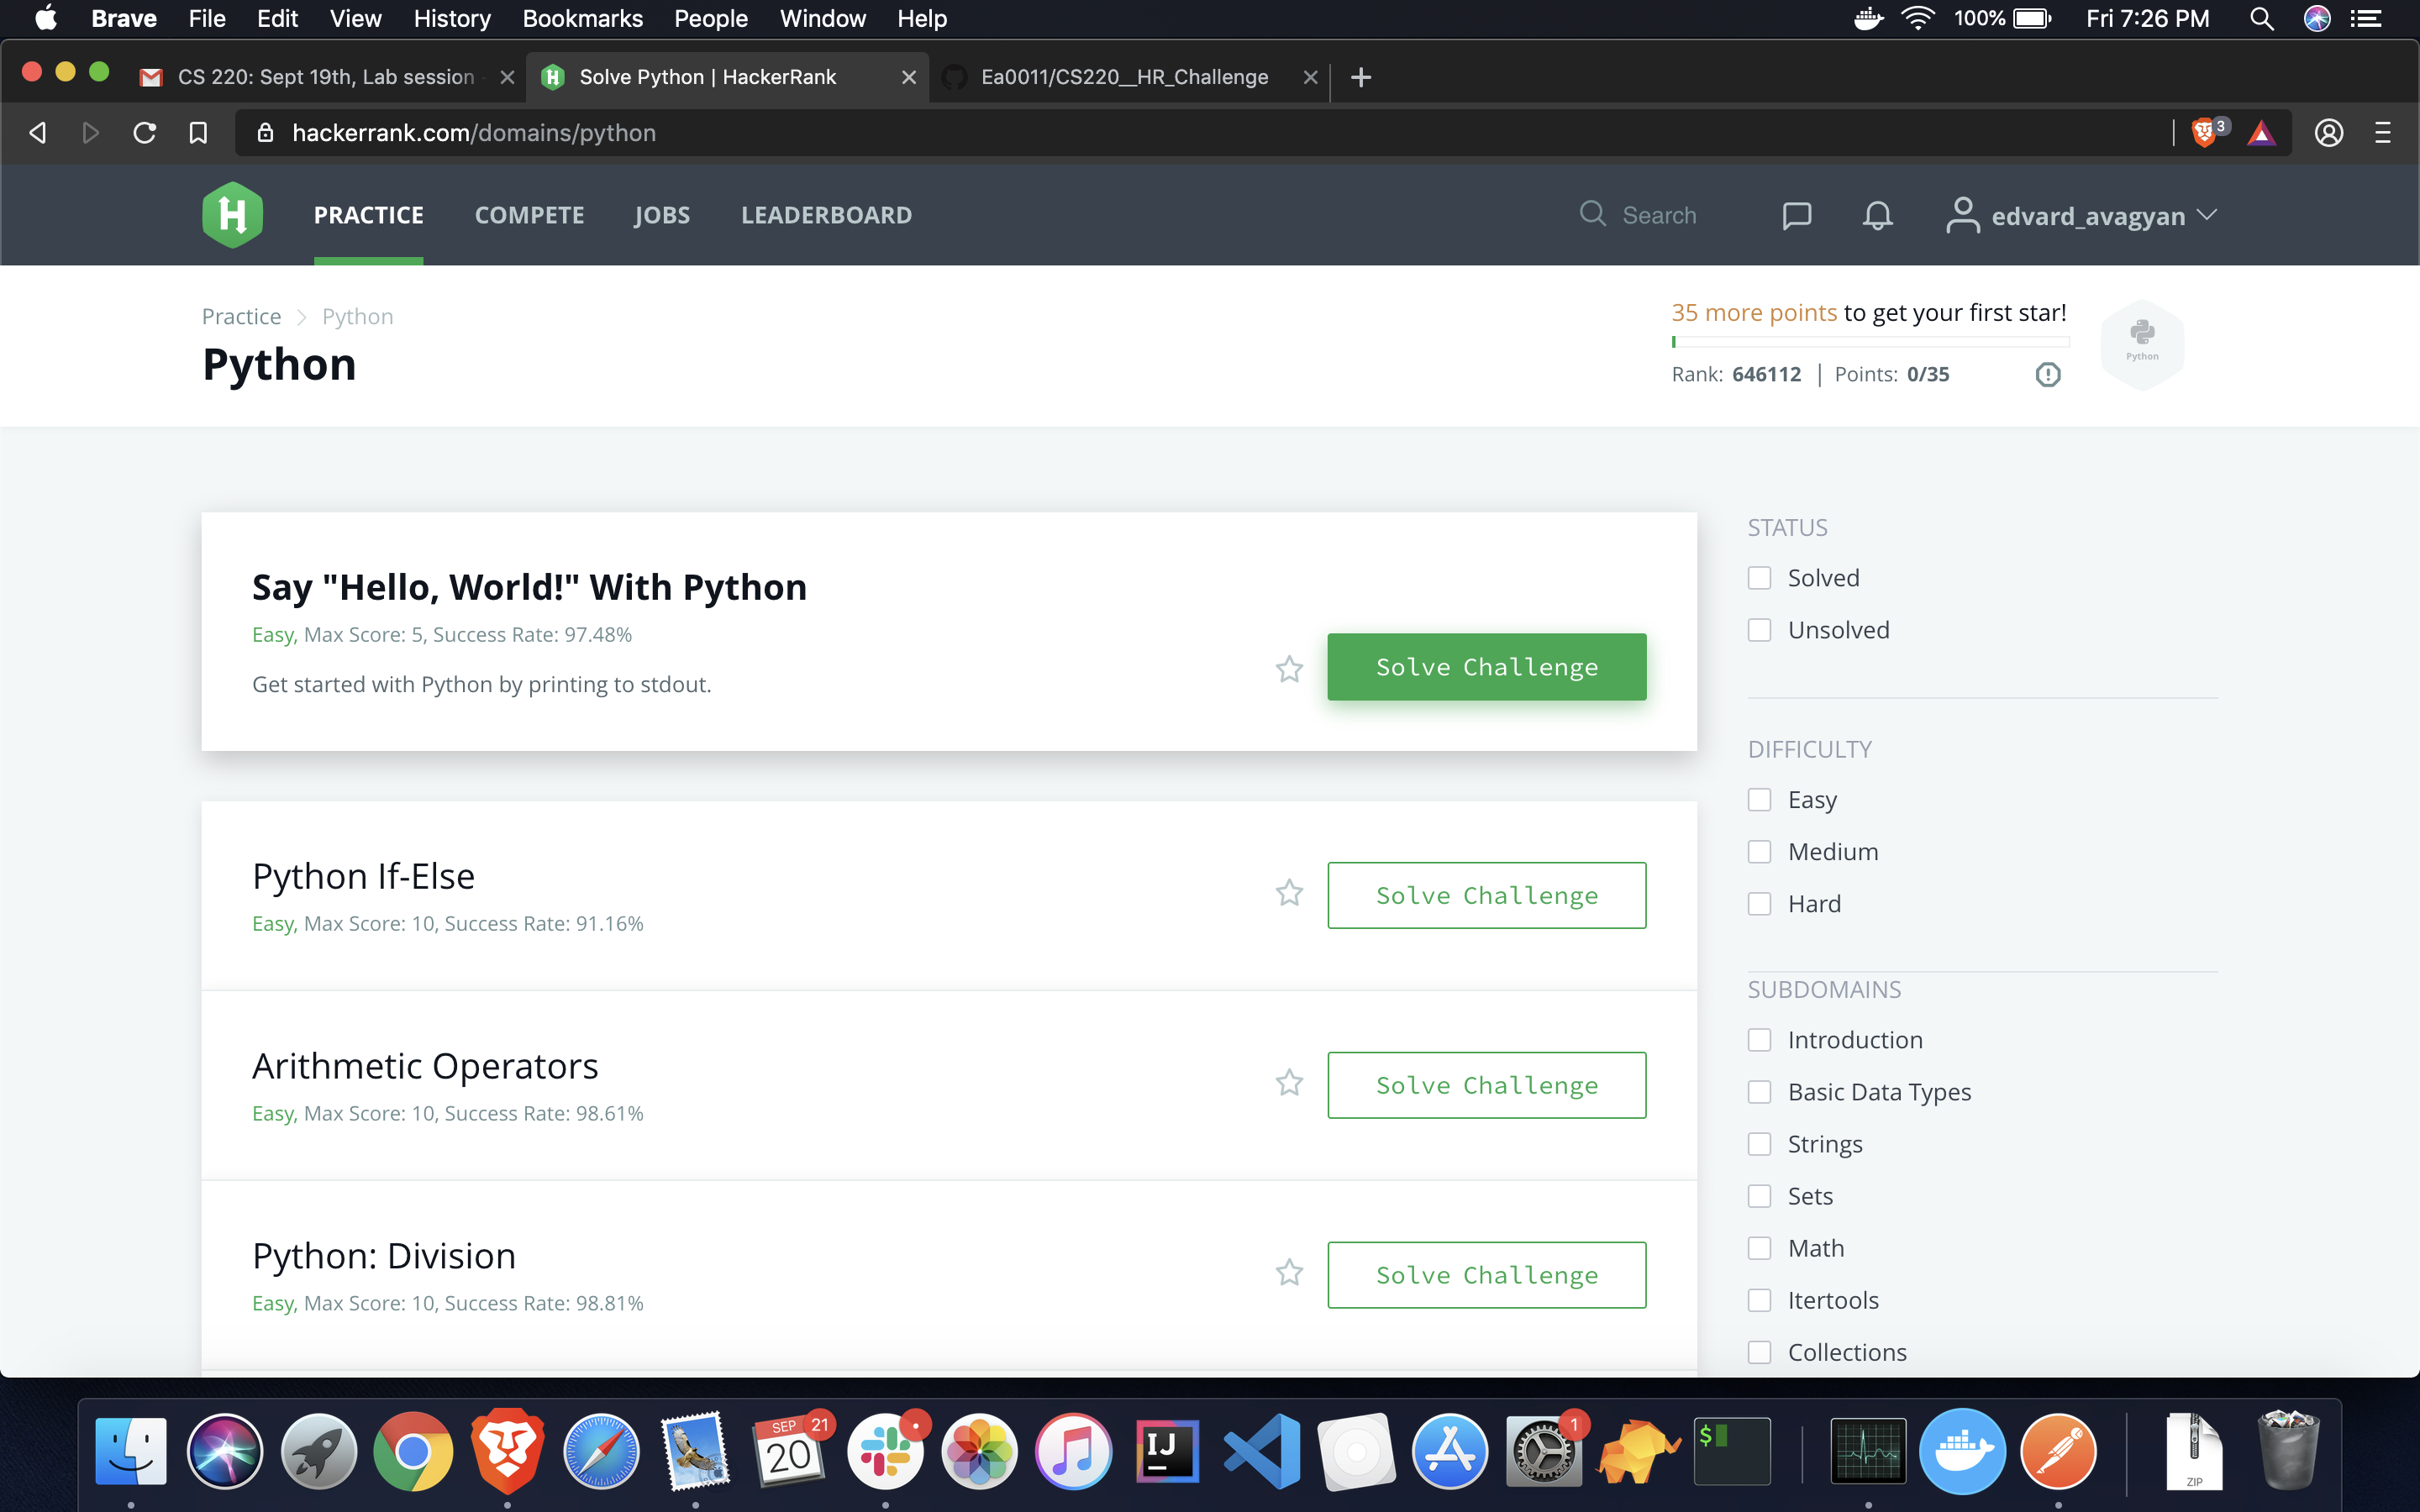 Brave File Edit View History Bookmarks People Window Help 100% Fri 7:26 PM
CS 220: Sept 19th, Lab session Solve Python | HackerRank Ea0011/CS220__HR_Challenge
hackerrank.com/domains/python 3
H PRACTICE COMPETE JOBS LEADERBOARD Search edvard_avagyan
Practice Python
Python
35 more points to get your first star!
Rank: 646112 | Points: 0/35
Python
Say "Hello, World!" With Python
Easy, Max Score: 5, Success Rate: 97.48%
Get started with Python by printing to stdout.
Solve Challenge
Python If-Else
Easy, Max Score: 10, Success Rate: 91.16%
Solve Challenge
Arithmetic Operators
Easy, Max Score: 10, Success Rate: 98.61%
Solve Challenge
Python: Division
Easy, Max Score: 10, Success Rate: 98.81%
Solve Challenge
STATUS
Solved
Unsolved
DIFFICULTY
Easy
Medium
Hard
SUBDOMAINS
Introduction
Basic Data Types
Strings
Sets
Math
Itertools
Collections
SEP 21
20
IJ
1
$
ZIP